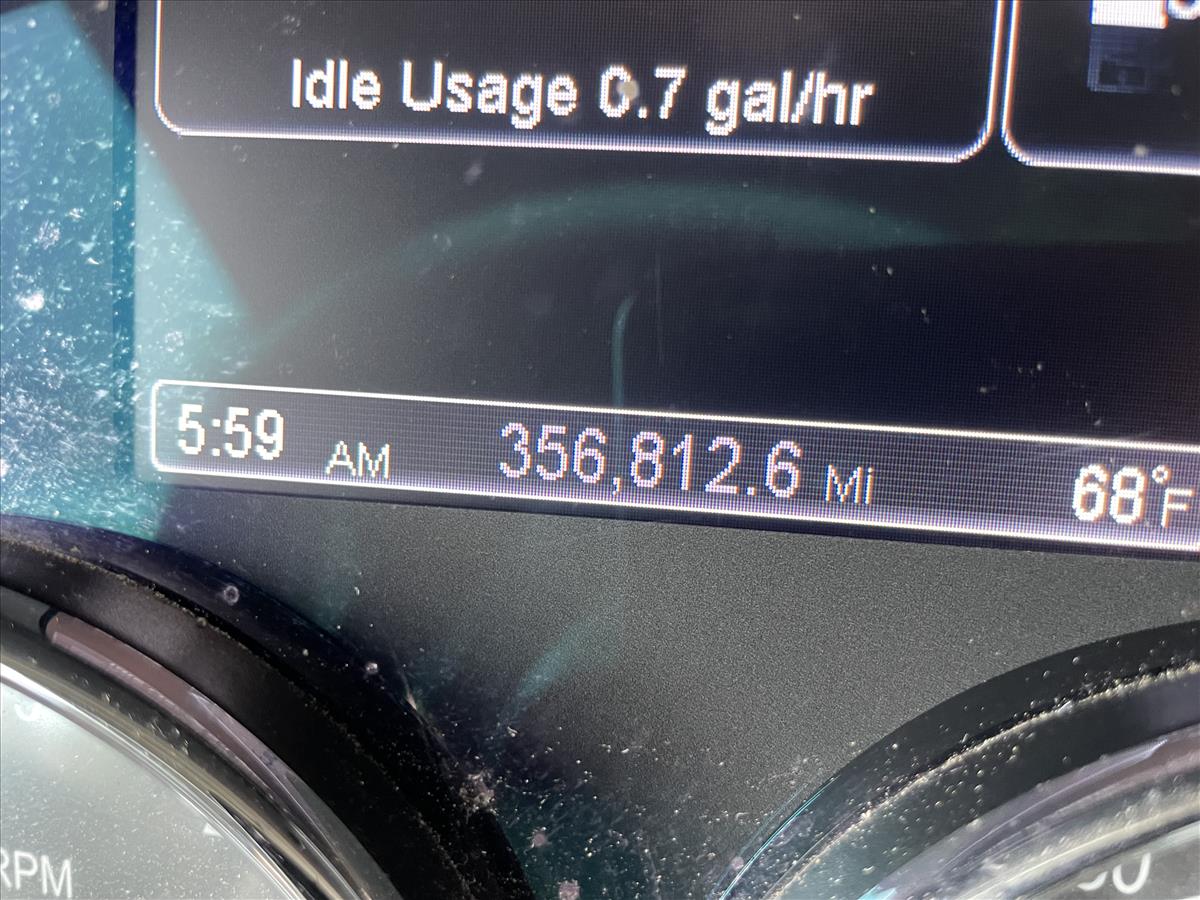 Idle Usage 0.7 gal/hr
5:59 AM 356,812.6 Mi 68°F
RPM